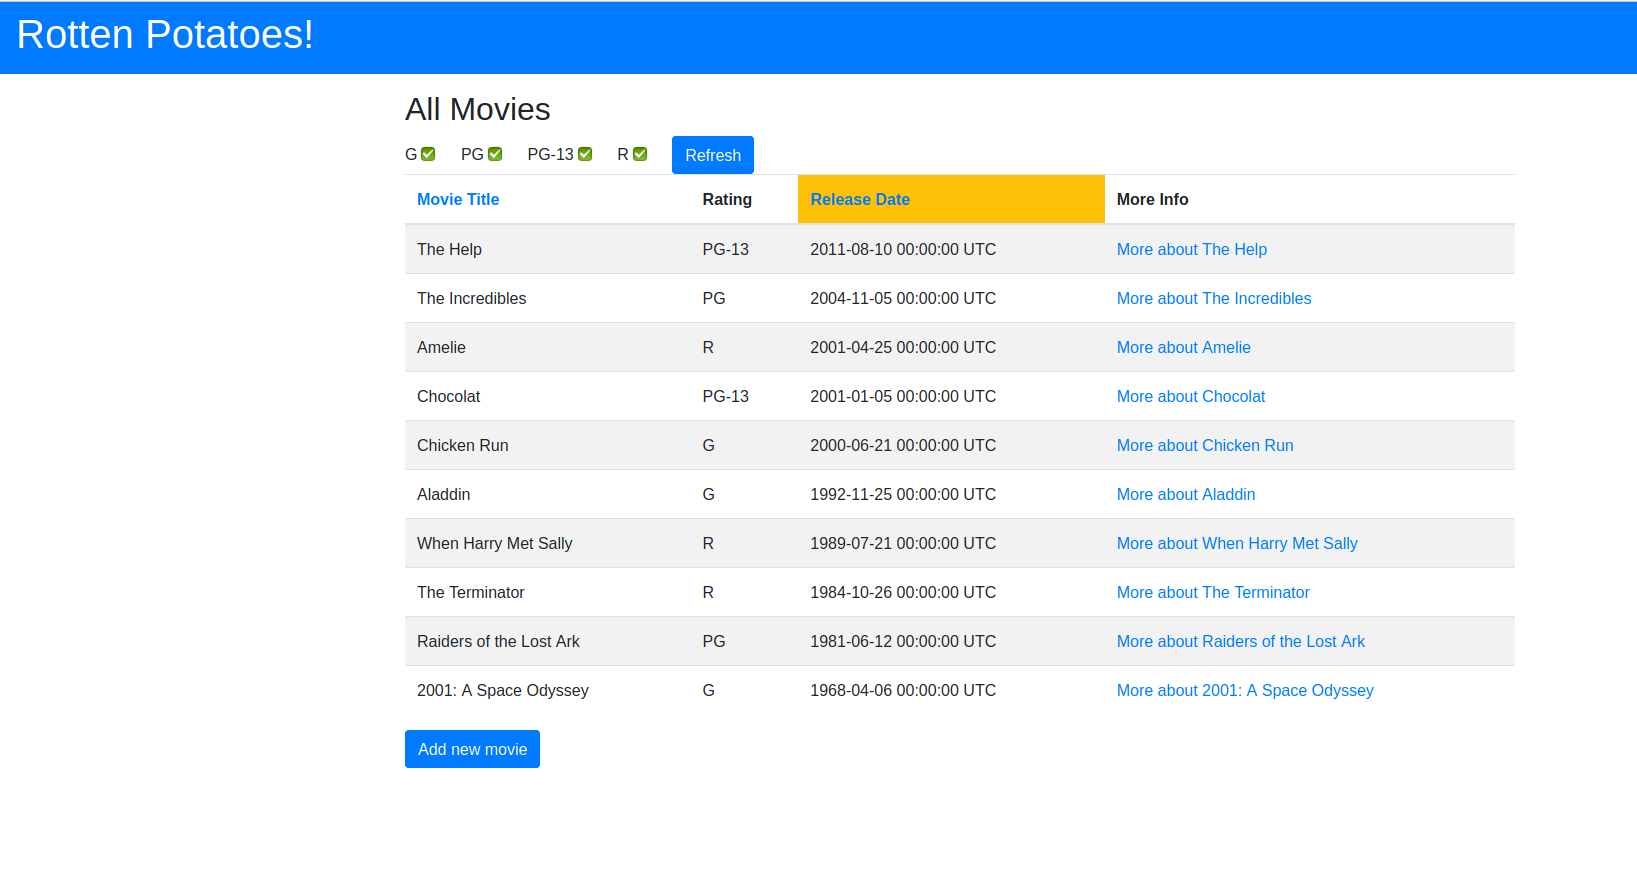 Rotten Potatoes!
All Movies
G PG PG-13 R Refresh
Movie Title Rating Release Date More Info
The Help PG-13 2011-08-10 00:00:00 UTC More about The Help
The Incredibles PG 2004-11-05 00:00:00 UTC More about The Incredibles
Amelie R 2001-04-25 00:00:00 UTC More about Amelie
Chocolat PG-13 2001-01-05 00:00:00 UTC More about Chocolat
Chicken Run G 2000-06-21 00:00:00 UTC More about Chicken Run
Aladdin G 1992-11-25 00:00:00 UTC More about Aladdin
When Harry Met Sally R 1989-07-21 00:00:00 UTC More about When Harry Met Sally
The Terminator R 1984-10-26 00:00:00 UTC More about The Terminator
Raiders of the Lost Ark PG 1981-06-12 00:00:00 UTC More about Raiders of the Lost Ark
2001: A Space Odyssey G 1968-04-06 00:00:00 UTC More about 2001: A Space Odyssey
Add new movie